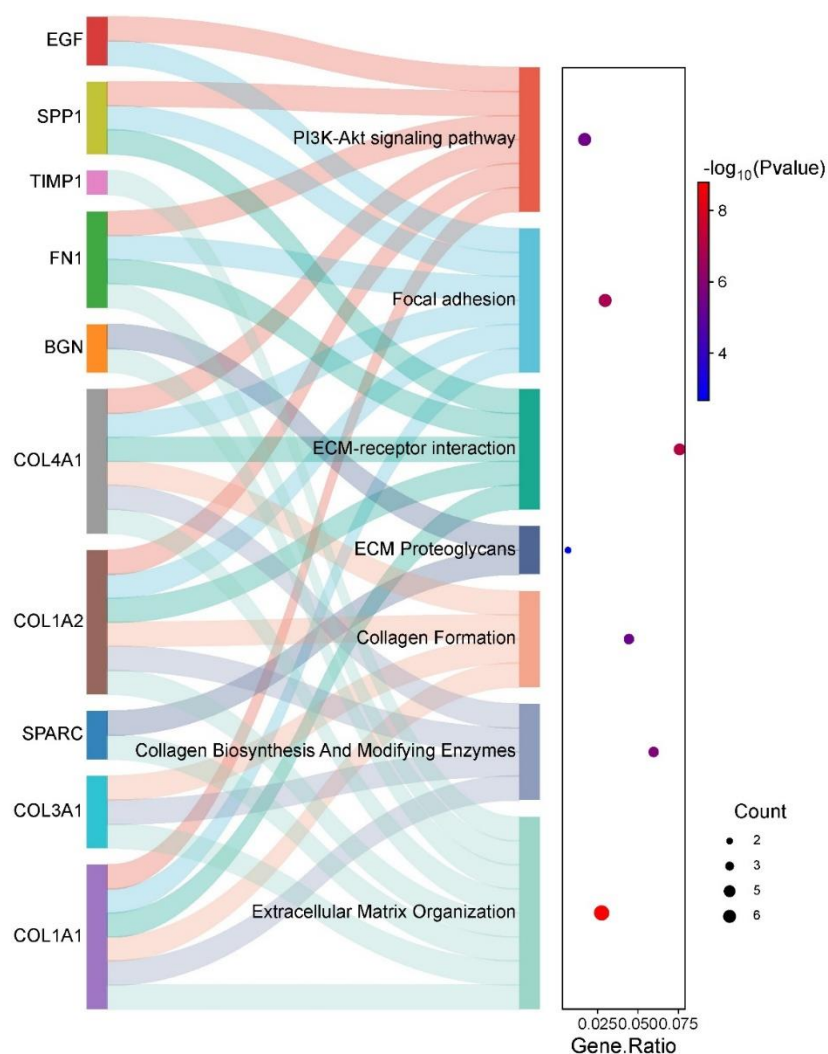 EGF
SPP1
TIMP1
FN1
BGN
COL4A1
COL1A2
SPARC
COL3A1
COL1A1
PI3K-Akt signaling pathway
Focal adhesion
ECM-receptor interaction
ECM Proteoglycans
Collagen Formation
Collagen Biosynthesis And Modifying Enzymes
Extracellular Matrix Organization
-log10(Pvalue)
8
6
4
Count
2
3
5
6
0.0250.0500.075
Gene.Ratio